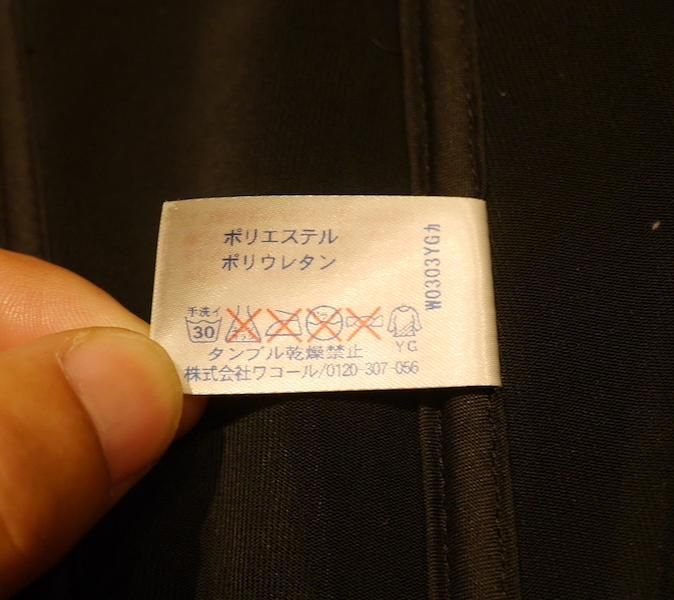 ポリエステル
ポリウレタン
W0303YGカ
手洗イ
30
YG
タンブル乾燥禁止
株式会社ワコール/0120-307-056